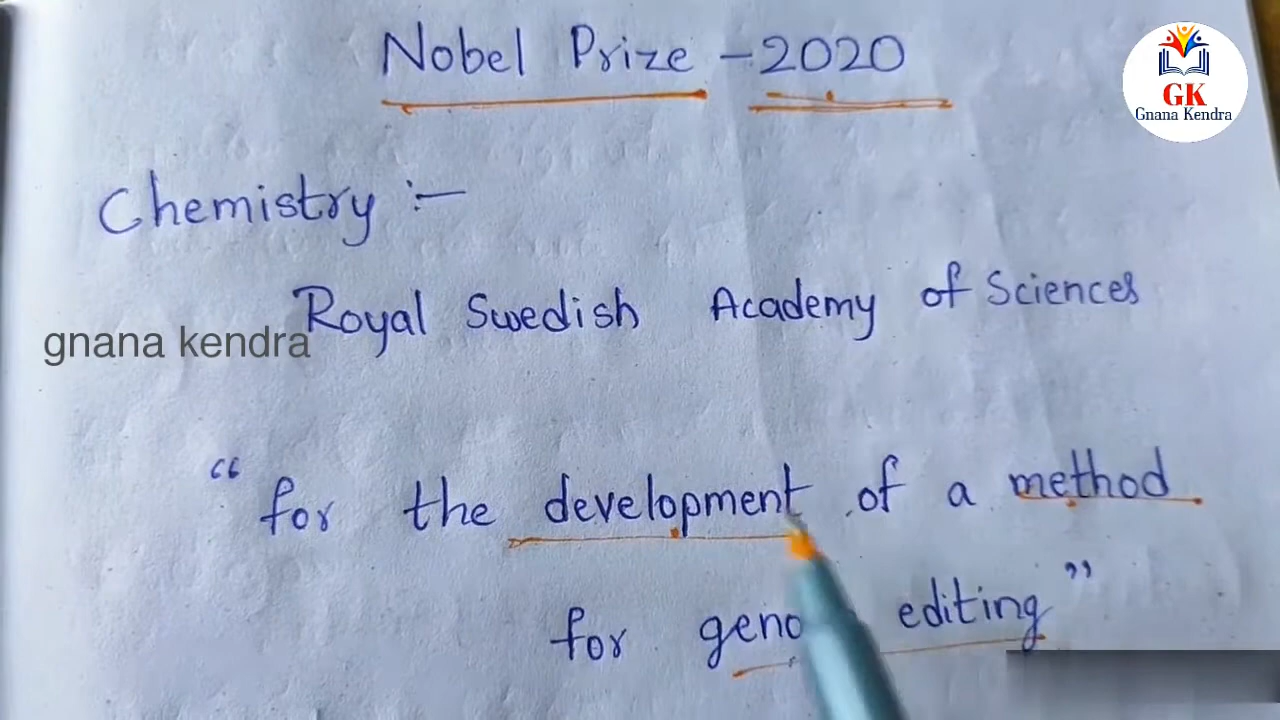 Nobel Prize - 2020
GK
Gnana Kendra
Chemistry :-
Royal Swedish Academy of Sciences
gnana kendra
"for the development of a method
for editing"